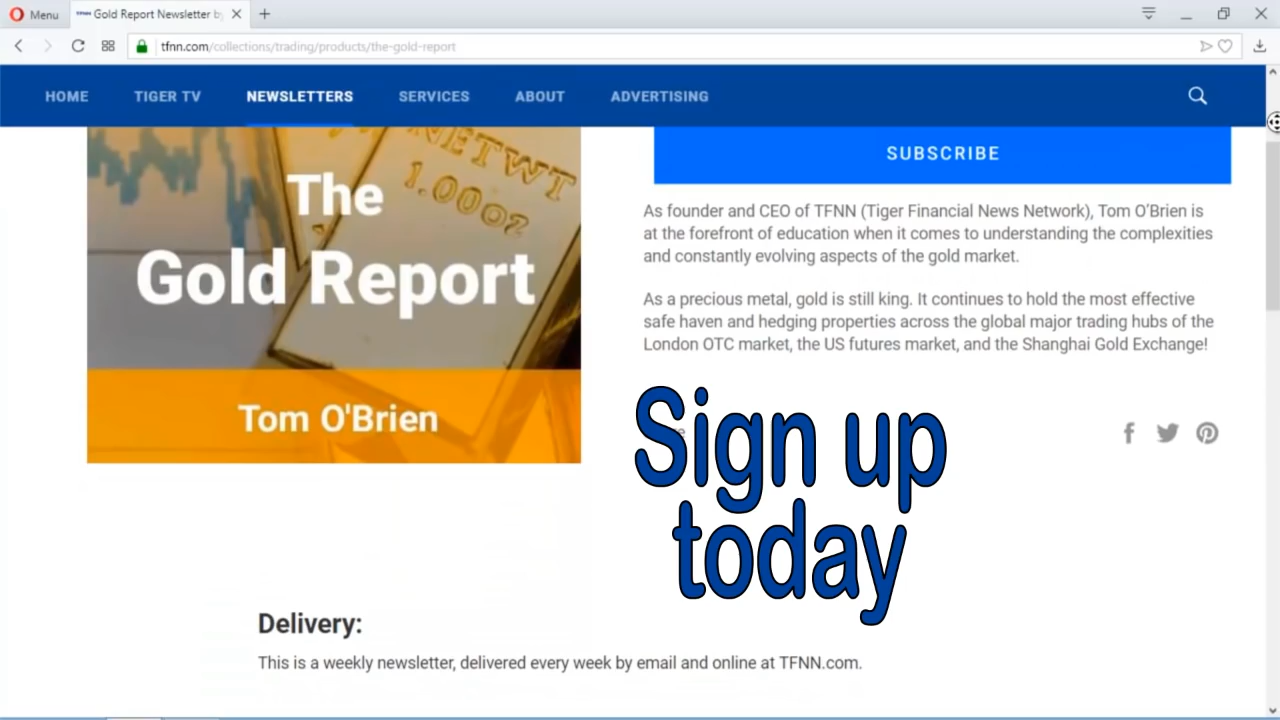 Menu
Gold Report Newsletter by
tfnn.com/collections/trading/products/the-gold-report
HOME
TIGER TV
NEWSLETTERS
SERVICES
ABOUT
ADVERTISING
NETWT
1.00oz
The
Gold Report
Tom O'Brien
SUBSCRIBE
As founder and CEO of TFNN (Tiger Financial News Network), Tom O'Brien is
at the forefront of education when it comes to understanding the complexities
and constantly evolving aspects of the gold market.
As a precious metal, gold is still king. It continues to hold the most effective
safe haven and hedging properties across the global major trading hubs of the
London OTC market, the US futures market, and the Shanghai Gold Exchange!
Sign up
today
Delivery:
This is a weekly newsletter, delivered every week by email and online at TFNN.com.